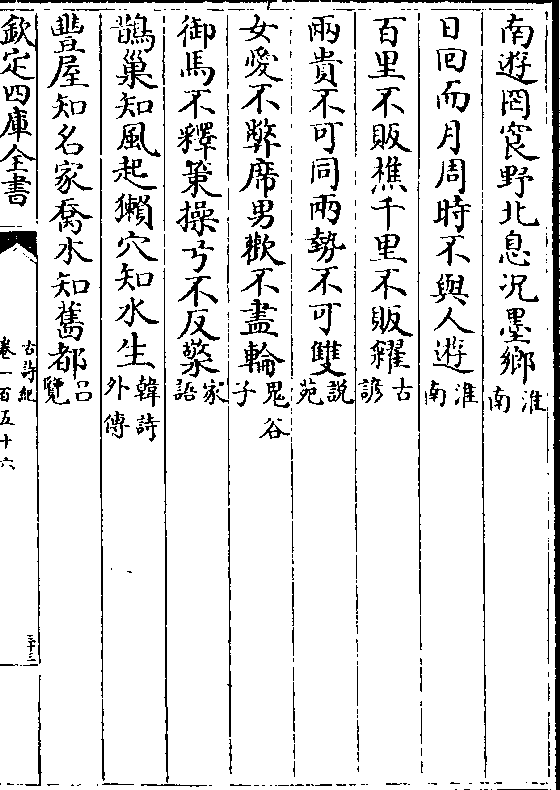 南遊罔㝗野北息沉墨鄉淮南
日回而月周時不與人遊淮南
百里不販樵千里不販糴古諺
兩貴不可同兩勢不可雙説苑
女愛不弊席男歡不盡輪鬼谷子
御馬不釋策操弓不反檠家語
鵲巢知風起獺穴知水生韓詩外傳
豐屋知名家喬木知舊都吕覽
欽定四庫全書
古詩紀
卷一百五十六
三十三